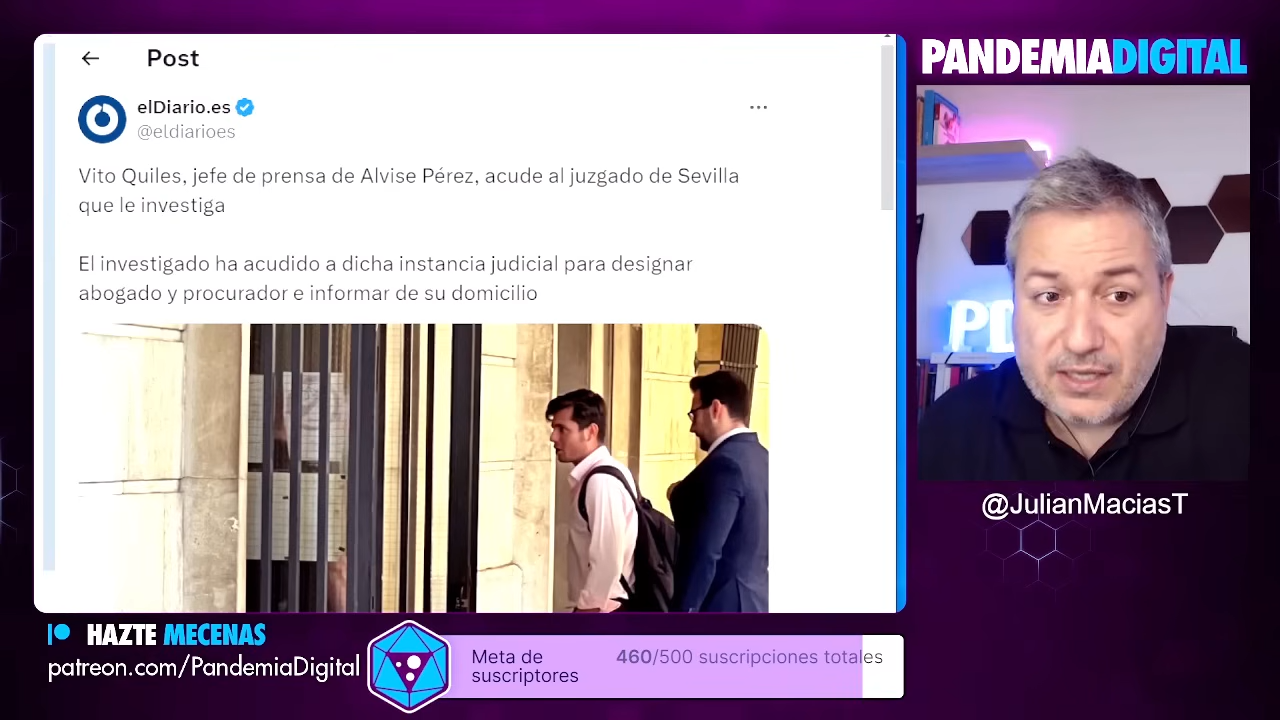 Post
elDiario.es
@eldiarioes
Vito Quiles, jefe de prensa de Alvise Pérez, acude al juzgado de Sevilla
que le investiga
El investigado ha acudido a dicha instancia judicial para designar
abogado y procurador e informar de su domicilio
PANDEMIADIGITAL
PD
@JulianMaciasT
HAZTE MECENAS
patreon.com/PandemiaDigital
Meta de
suscriptores
460/500 suscripciones totales